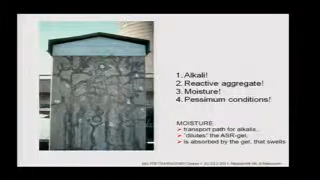 1. Alkali!
2. Reactive aggregate!
3. Moisture!
4. Pessimum conditions!
MOISTURE
transport path for alkalis..
"dilutes" the ASR-gel,
is absorbed by the gel, that swells